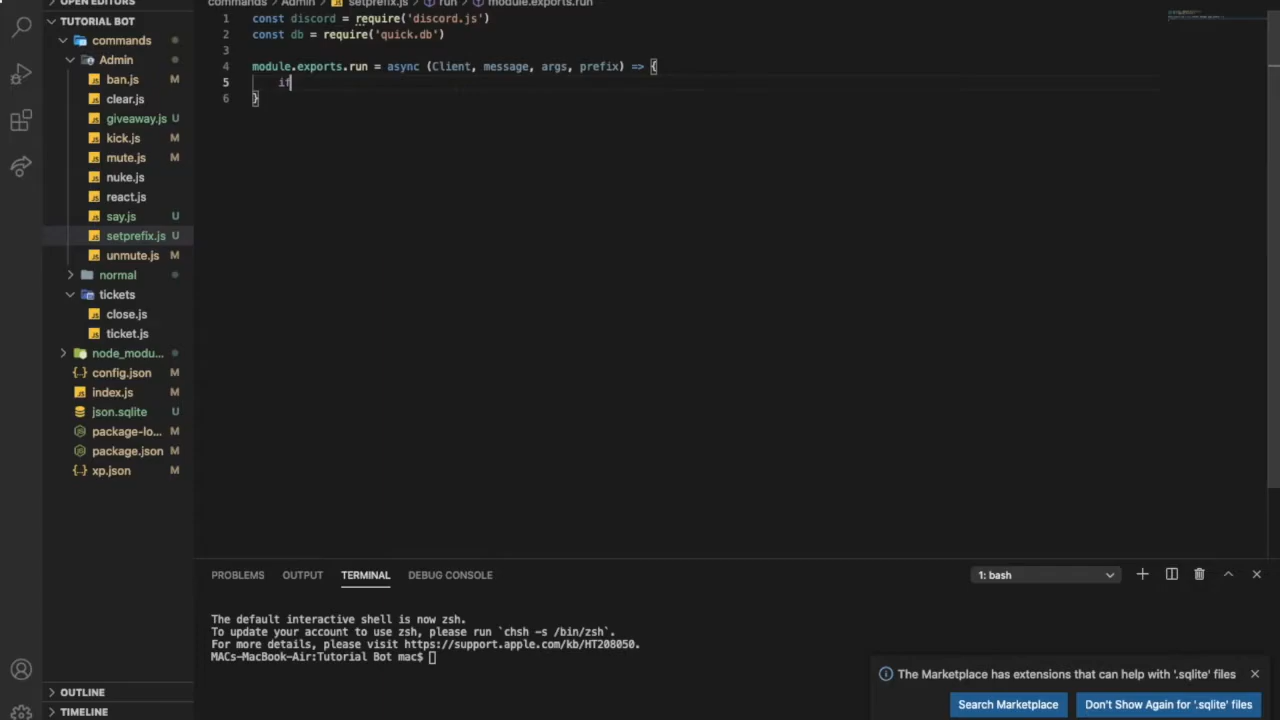 OPEN EDITORS
commands > Admin > setprefix.js > run > module.exports.run
TUTORIAL BOT
commands
Admin
ban.js M
clear.js
giveaway.js U
kick.js M
mute.js M
nuke.js
react.js
say.js U
setprefix.js U
unmute.js M
normal
tickets
close.js
ticket.js
node_modu...
config.json M
index.js M
json.sqlite U
package-lo... M
package.json M
xp.json M
OUTLINE
TIMELINE
1 const discord = require('discord.js')
2 const db = require('quick.db')
3
4 module.exports.run = async (Client, message, args, prefix) => {
5 if
6 }
PROBLEMS OUTPUT TERMINAL DEBUG CONSOLE 1: bash
The default interactive shell is now zsh.
To update your account to use zsh, please run `chsh -s /bin/zsh`.
For more details, please visit https://support.apple.com/kb/HT208050.
MACs-MacBook-Air:Tutorial Bot mac$
The Marketplace has extensions that can help with '.sqlite' files
Search Marketplace Don't Show Again for '.sqlite' files